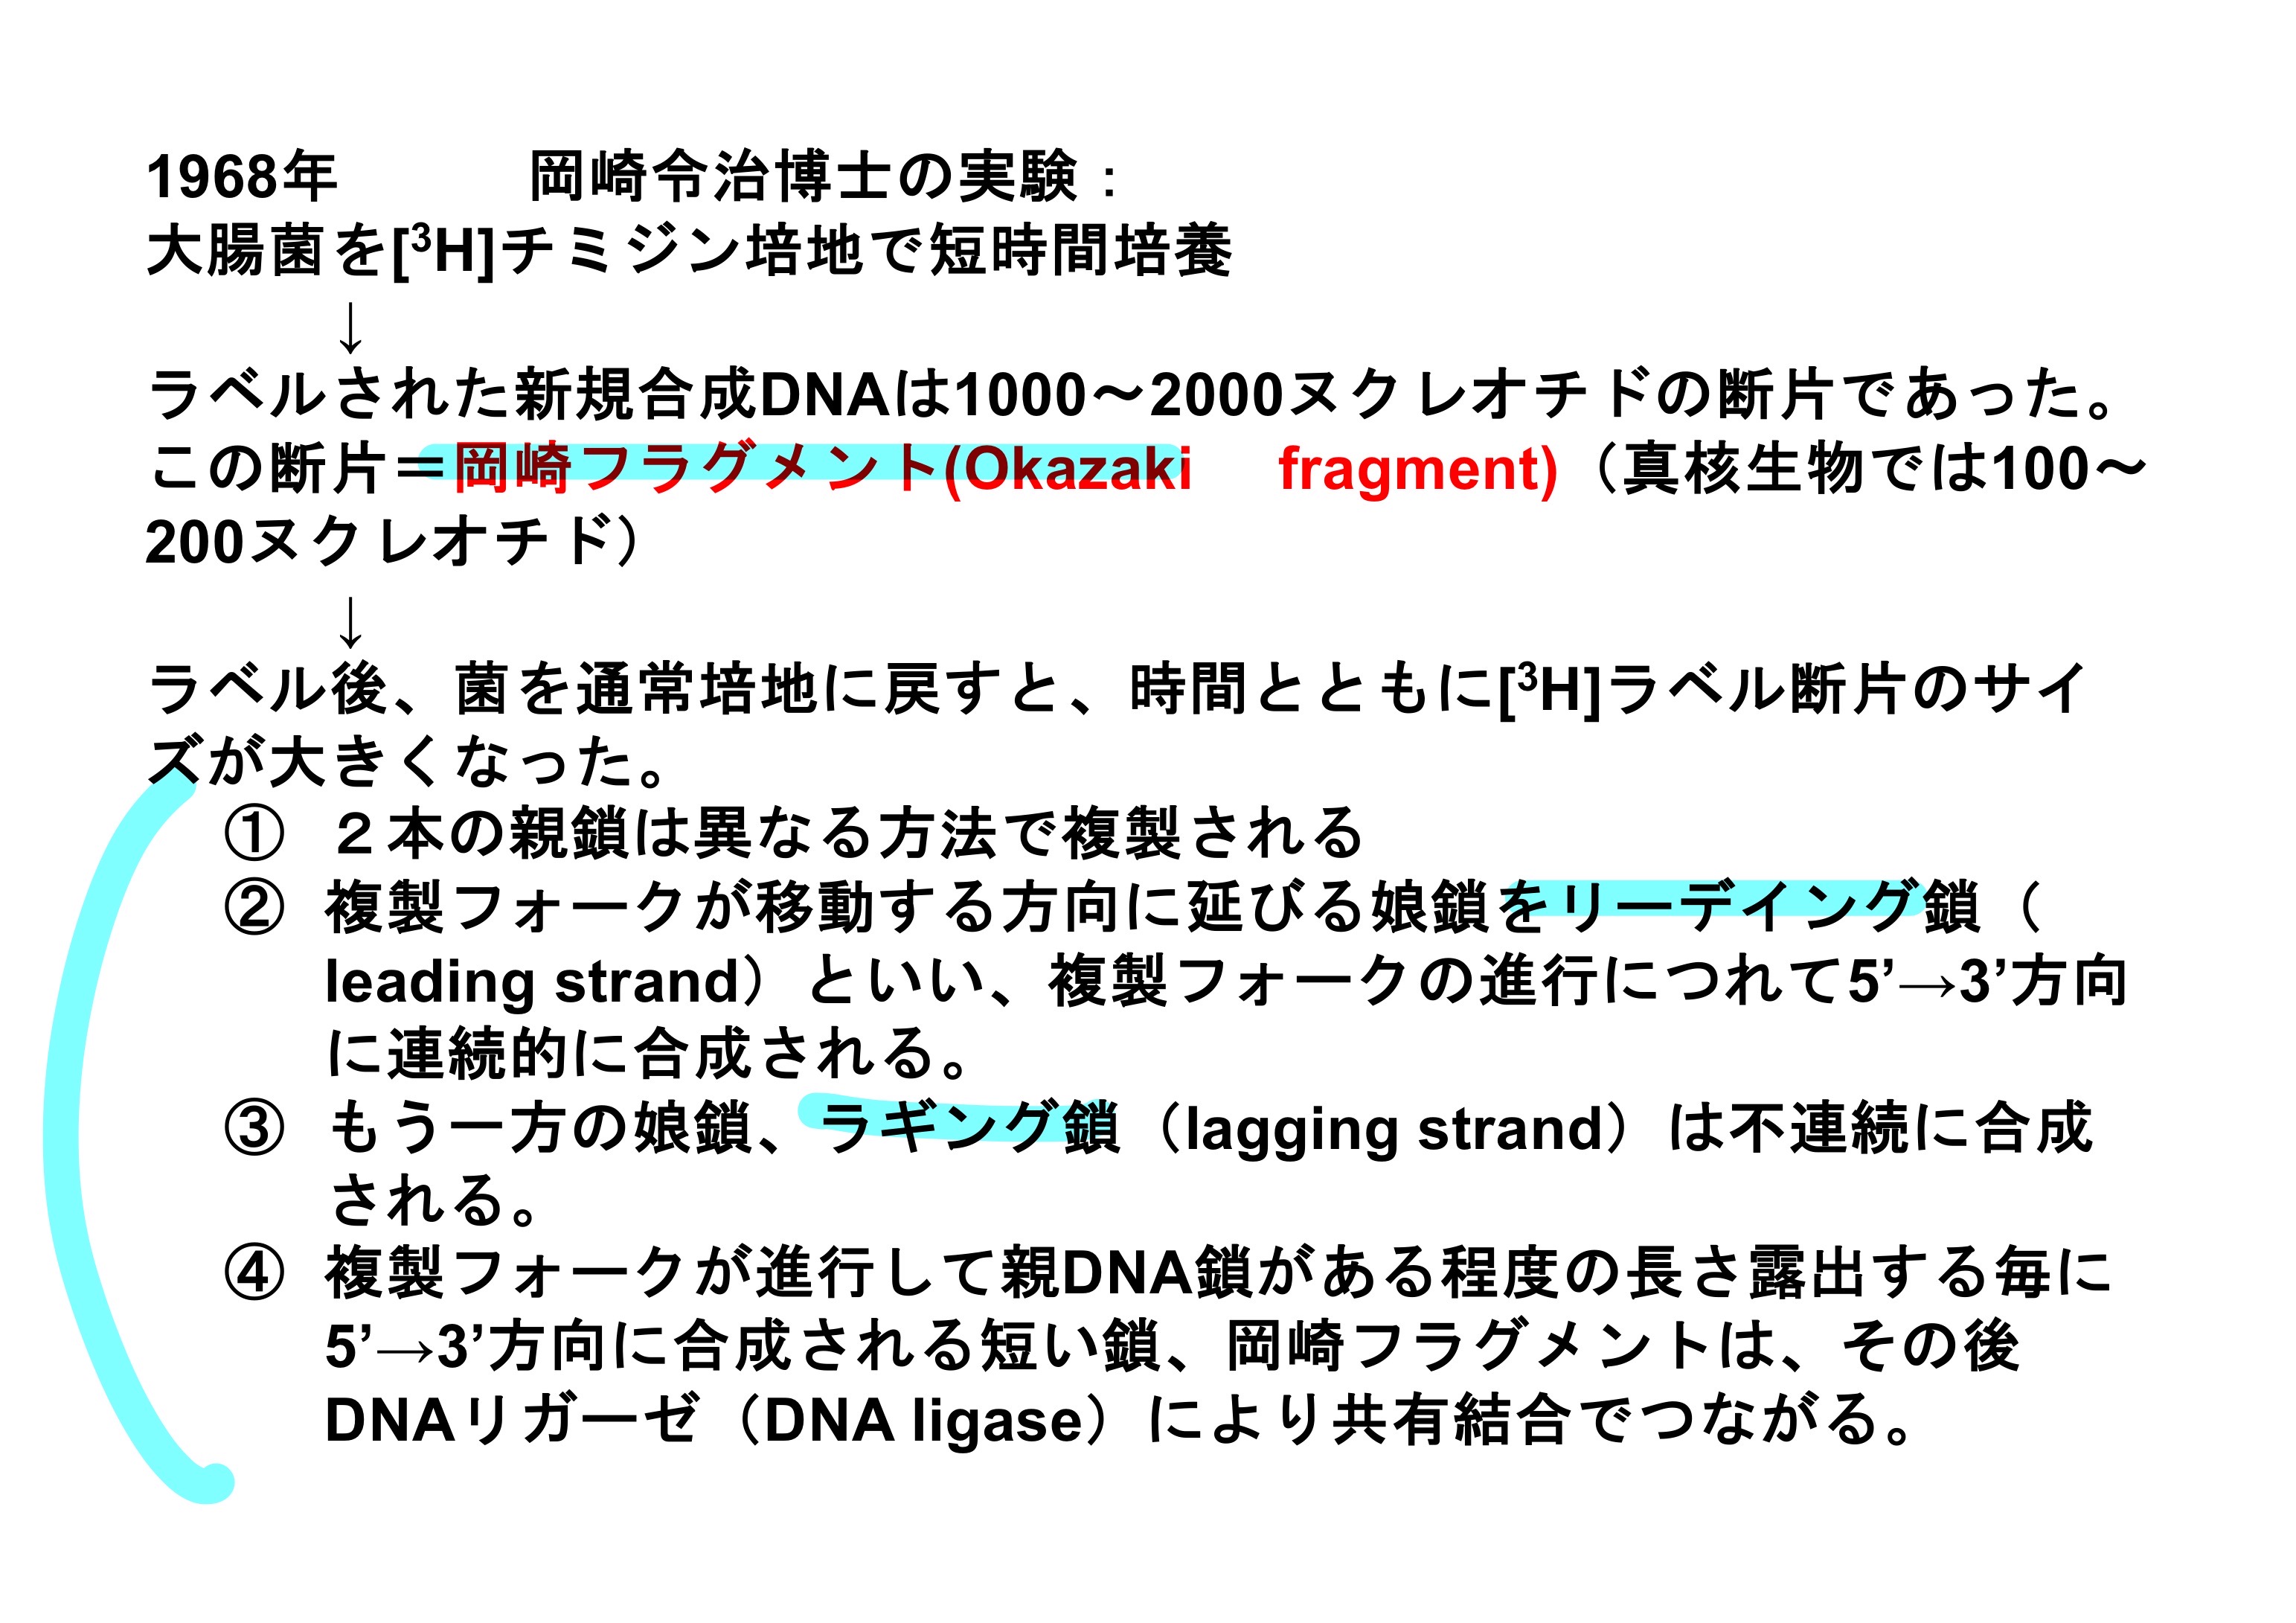 1968年　　　岡崎令治博士の実験：
大腸菌を[³H]チミジン培地で短時間培養
↓
ラベルされた新規合成DNAは1000～2000ヌクレオチドの断片であった。
この断片＝岡崎フラグメント(Okazaki　fragment)（真核生物では100～
200ヌクレオチド）
↓
ラベル後、菌を通常培地に戻すと、時間とともに[³H]ラベル断片のサイ
ズが大きくなった。
①　２本の親鎖は異なる方法で複製される
②　複製フォークが移動する方向に延びる娘鎖をリーデイング鎖（
leading strand）といい、複製フォークの進行につれて5’→3’方向
に連続的に合成される。
③　もう一方の娘鎖、ラギング鎖（lagging strand）は不連続に合成
される。
④　複製フォークが進行して親DNA鎖がある程度の長さ露出する毎に
5’→3’方向に合成される短い鎖、岡崎フラグメントは、その後
DNAリガーゼ（DNA ligase）により共有結合でつながる。